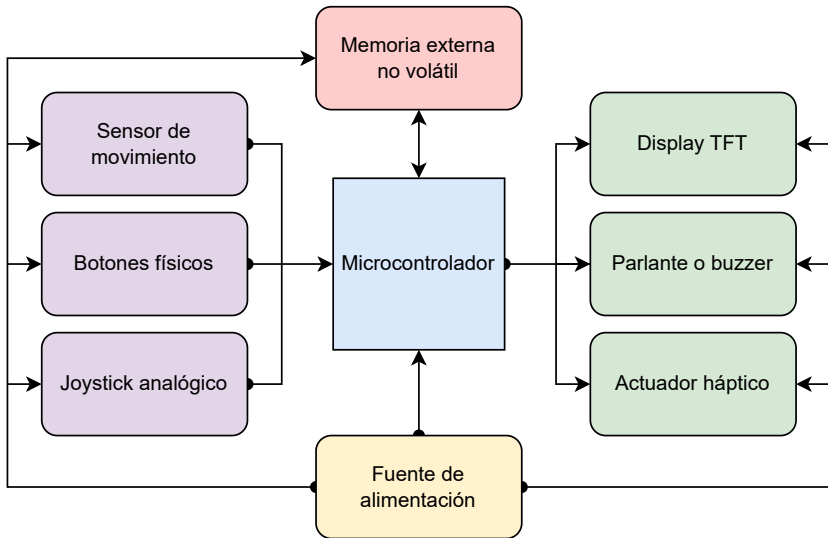 Memoria externa
no volátil
Sensor de
movimiento
Display TFT
Botones físicos
Microcontrolador
Parlante o buzzer
Joystick analógico
Actuador háptico
Fuente de
alimentación